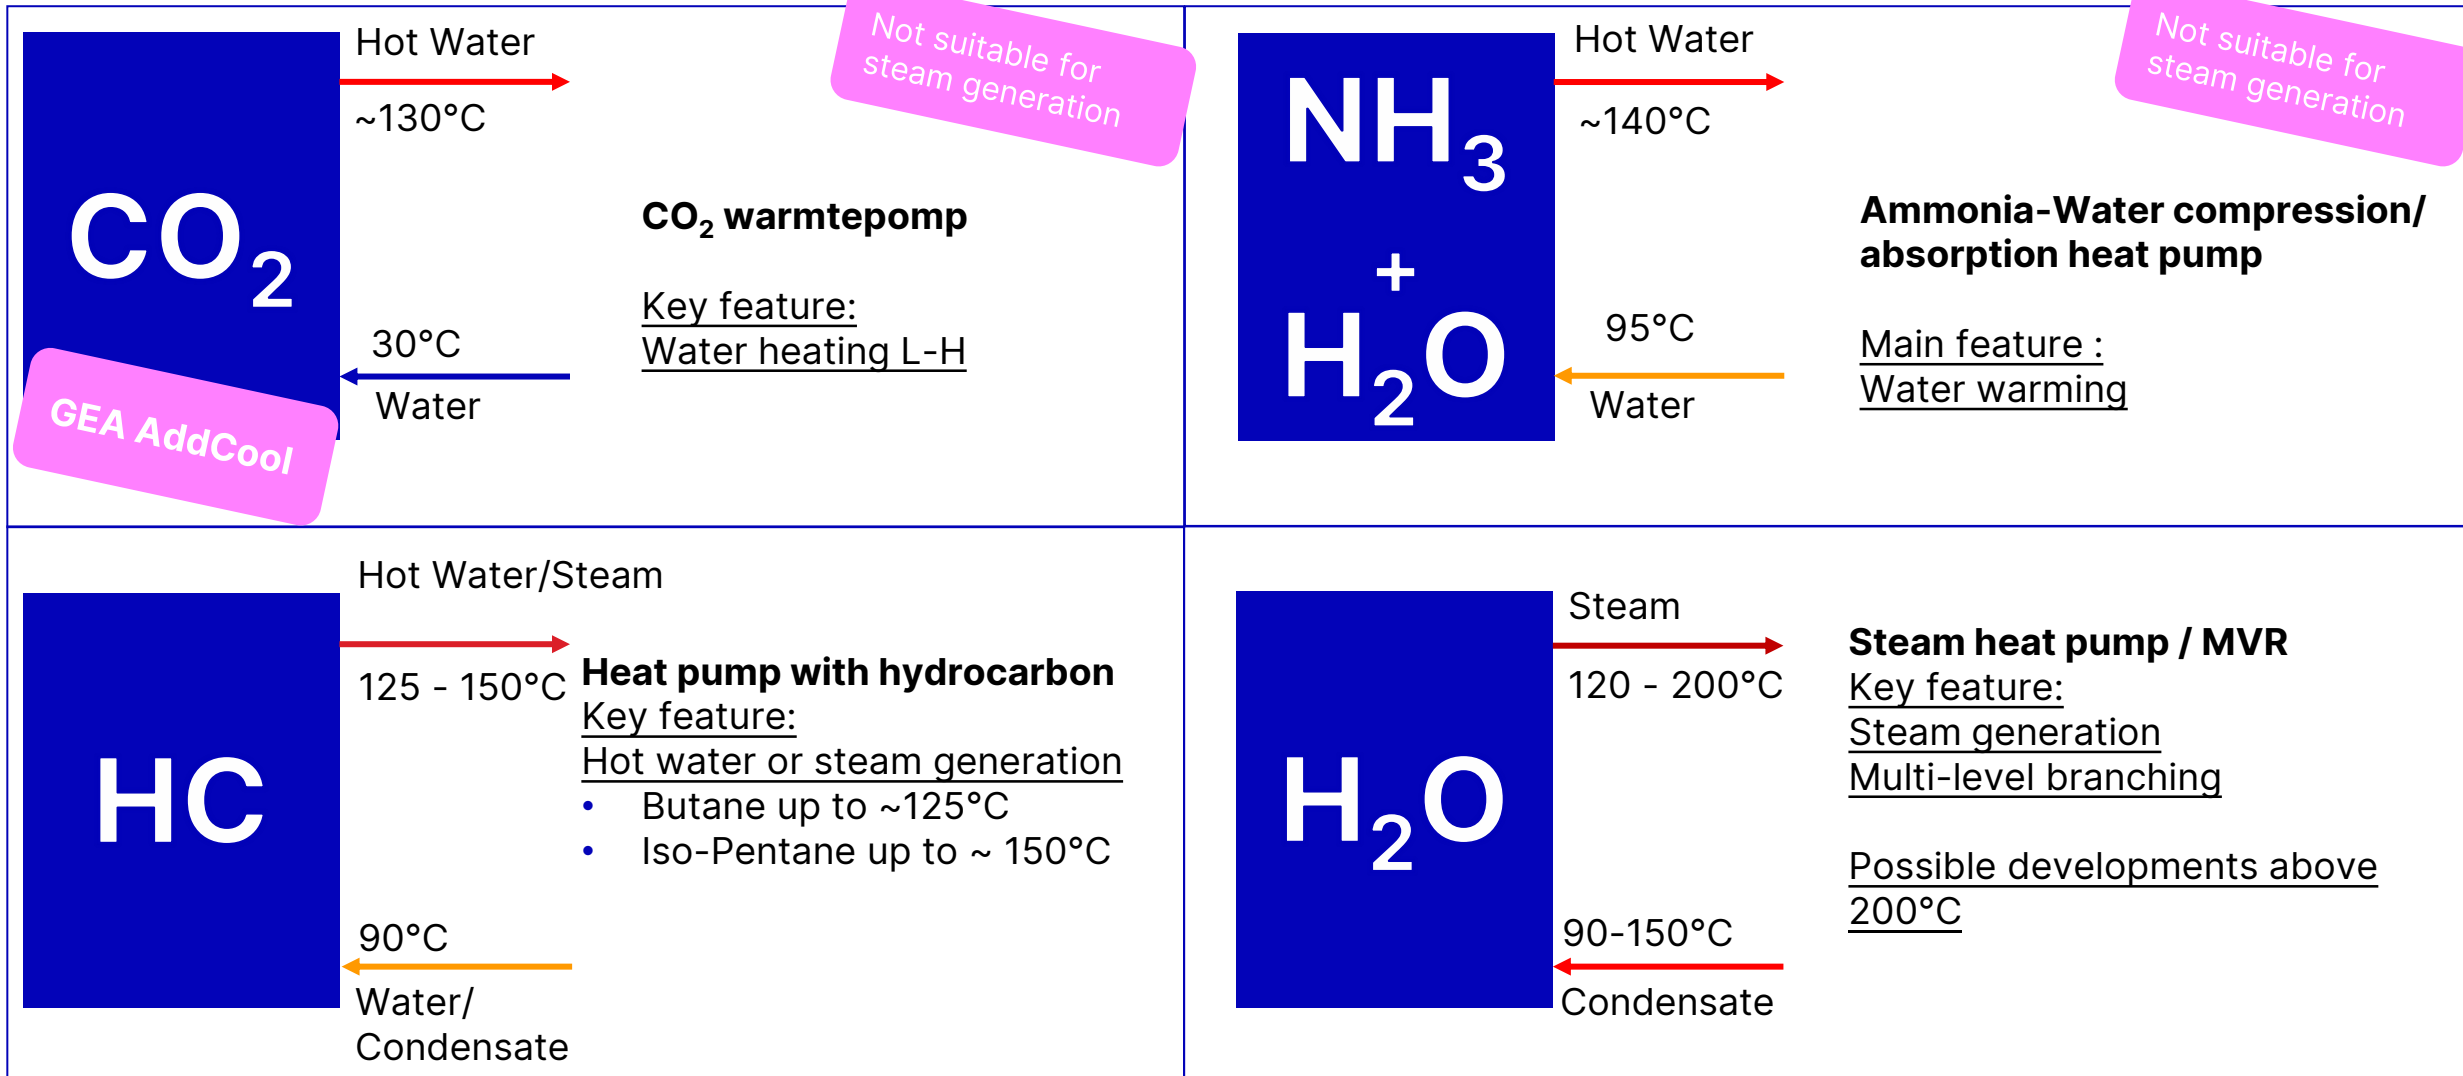 Hot Water
~130°C
CO₂
30°C
Water
GEA AddCool
CO₂ warmtepomp
Key feature:
Water heating L-H
Not suitable for
steam generation
Hot Water
~140°C
NH₃
+
H₂O
95°C
Water
Ammonia-Water compression/
absorption heat pump
Main feature :
Water warming
Not suitable for
steam generation
Hot Water/Steam
125 - 150°C
HC
90°C
Water/
Condensate
Heat pump with hydrocarbon
Key feature:
Hot water or steam generation
• Butane up to ~125°C
• Iso-Pentane up to ~ 150°C
Steam
120 - 200°C
H₂O
90-150°C
Condensate
Steam heat pump / MVR
Key feature:
Steam generation
Multi-level branching
Possible developments above
200°C